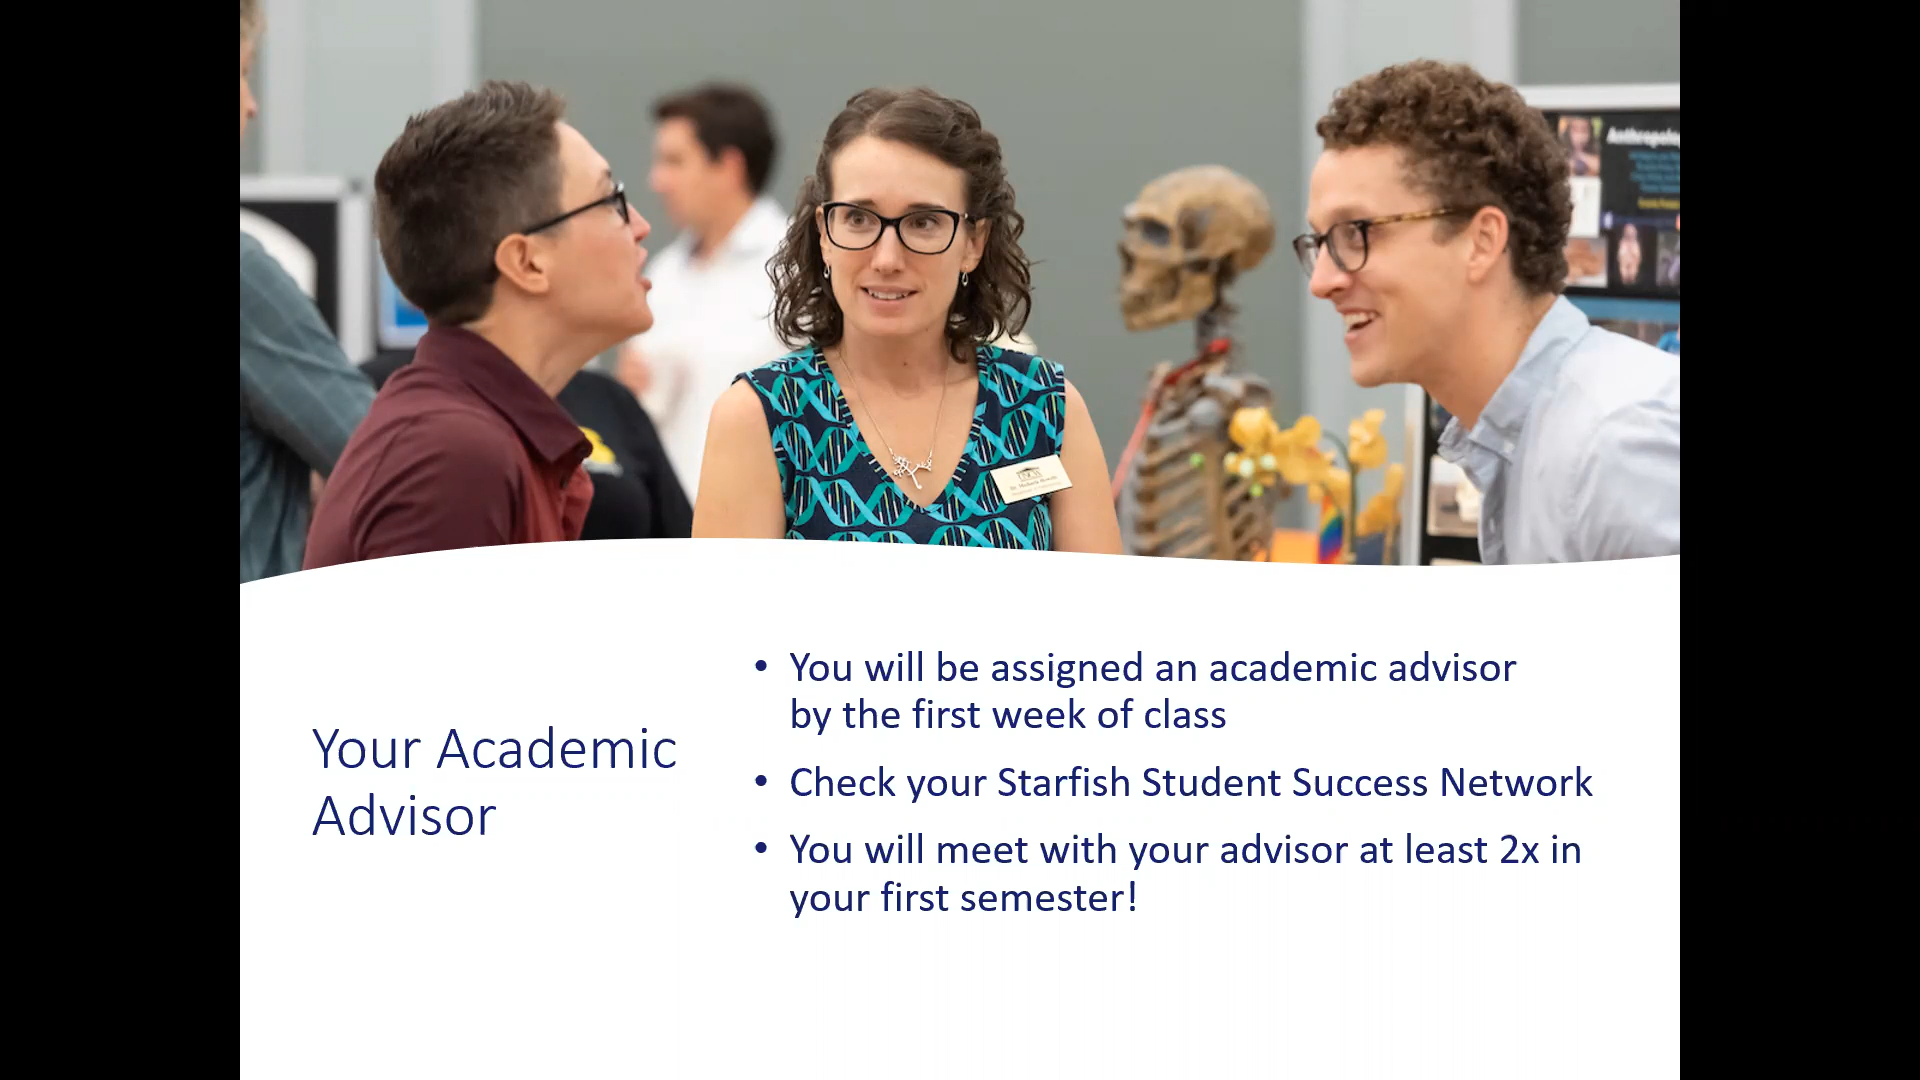 Anthropolo
Your Academic
Advisor
• You will be assigned an academic advisor
by the first week of class
• Check your Starfish Student Success Network
• You will meet with your advisor at least 2x in
your first semester!